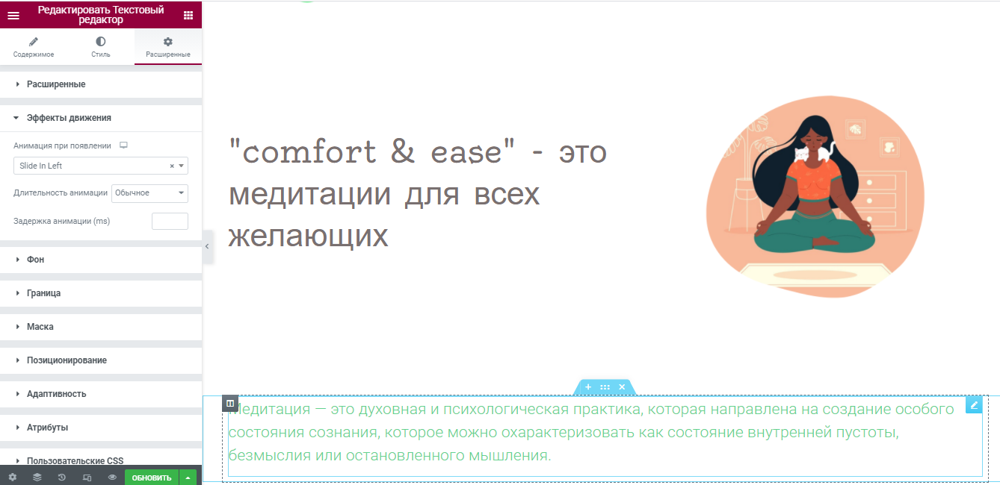 Редактировать Текстовый
редактор
Содержимое
Стиль
Расширенные
Расширенные
Эффекты движения
Анимация при появлении
Slide In Left
Длительность анимации
Обычное
Задержка анимации (ms)
Фон
Граница
Маска
Позиционирование
Адаптивность
Атрибуты
Пользовательские CSS
ОБНОВИТЬ
"comfort & ease" - это
медитации для всех
желающих
Медитация — это духовная и психологическая практика, которая направлена на создание особого
состояния сознания, которое можно охарактеризовать как состояние внутренней пустоты,
безмыслия или остановленного мышления.